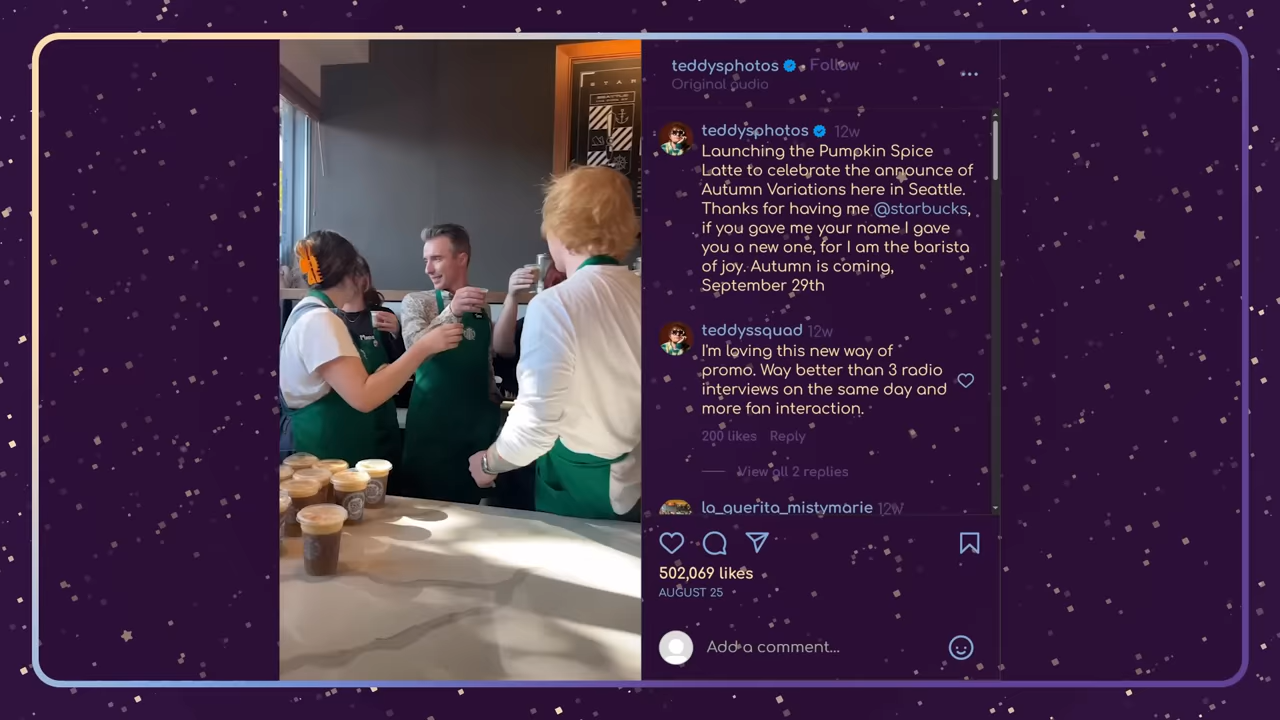 STAR
teddysphotos • Follow
Original audio
teddysphotos 12w
Launching the Pumpkin Spice
Latte to celebrate the announce of
Autumn Variations here in Seattle.
Thanks for having me @starbucks,
if you gave me your name I gave
you a new one, for I am the barista
of joy. Autumn is coming,
September 29th
teddyssquad 12w
I'm loving this new way of
promo. Way better than 3 radio
interviews on the same day and
more fan interaction.
200 likes Reply
View all 2 replies
la_guerita_mistymarie 12w
502,069 likes
AUGUST 25
Add a comment...